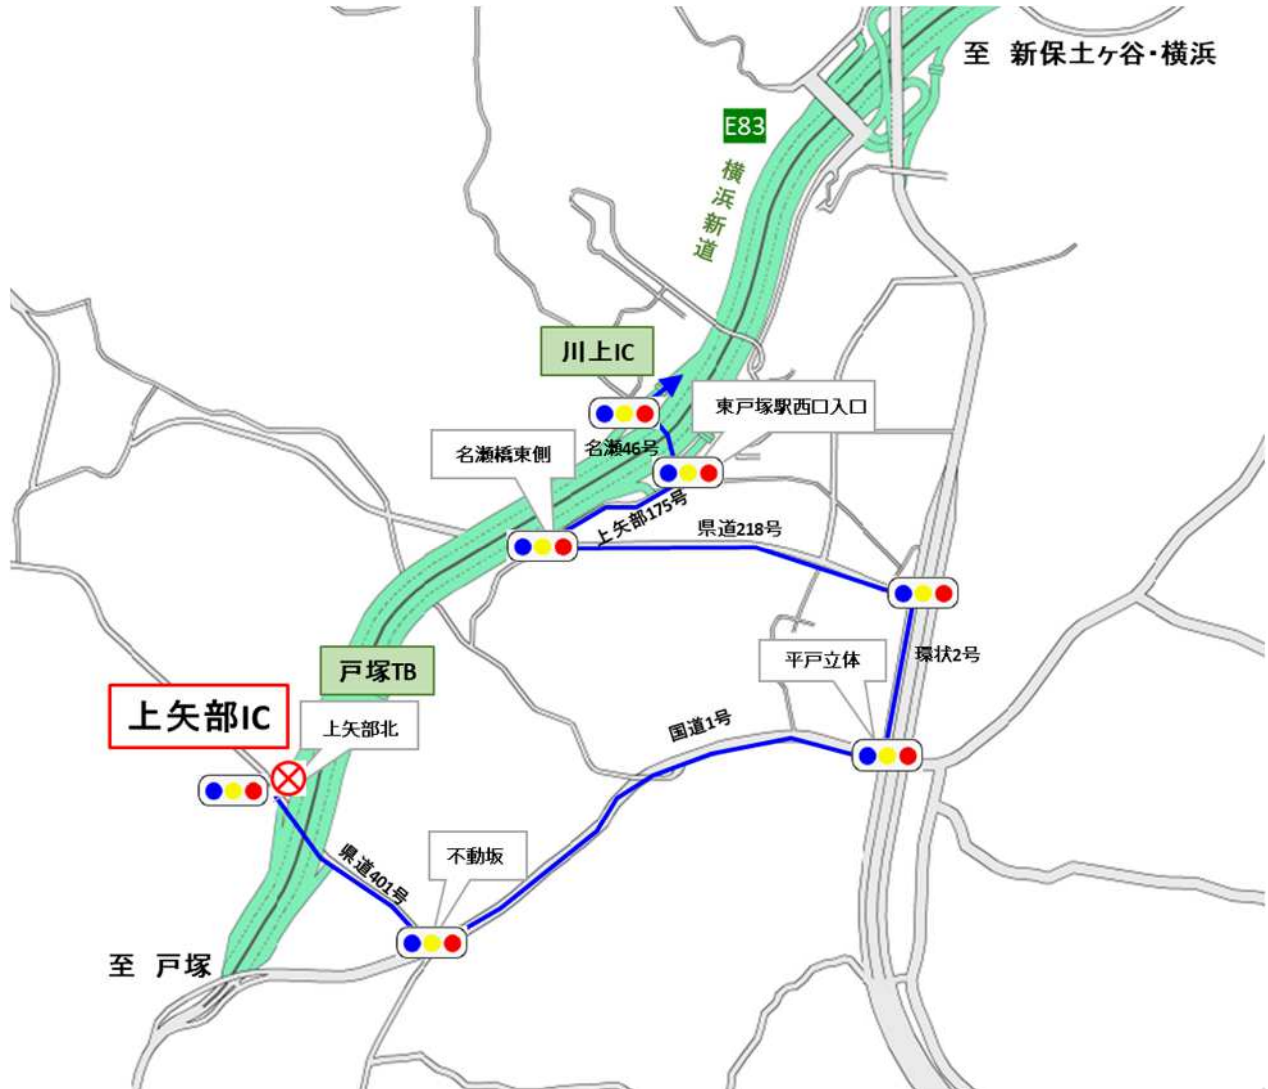 至 新保土ヶ谷・横浜
E83
横浜新道
川上IC
東戸塚駅西口入口
名瀬橋東側
名瀬46号
上矢部175号
県道218号
戸塚TB
平戸立体
環状2号
上矢部IC
上矢部北
国道1号
不動坂
県道401号
至 戸塚